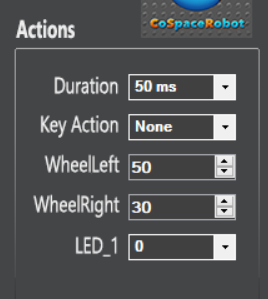 CoSpaceRobot
Actions
Duration 50 ms
Key Action None
WheelLeft 50
WheelRight 30
LED_1 0